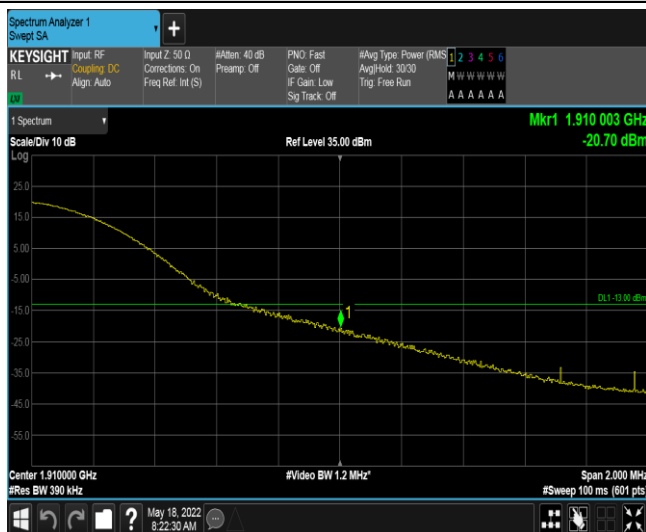 Spectrum Analyzer 1
Swept SA
KEYSIGHT
RL
Input: RF
Coupling: DC
Align: Auto
Input Z: 50 Ω
Corrections: On
Freq Ref: Int (S)
#Atten: 40 dB
Preamp: Off
PNO: Fast
Gate: Off
IF Gain: Low
Sig Track: Off
#Avg Type: Power (RMS
Avg|Hold: 30/30
Trig: Free Run
1 2 3 4 5 6
M W W W W W
A A A A A A
1 Spectrum
Scale/Div 10 dB
Log
Ref Level 35.00 dBm
Mkr1 1.910 003 GHz
-20.70 dBm
25.0
15.0
5.00
-5.00
DL1 -13.00 dBm
1
-15.0
-25.0
-35.0
-45.0
-55.0
Center 1.910000 GHz
#Res BW 390 kHz
#Video BW 1.2 MHz*
Span 2.000 MHz
#Sweep 100 ms (601 pts)
May 18, 2022
8:22:30 AM